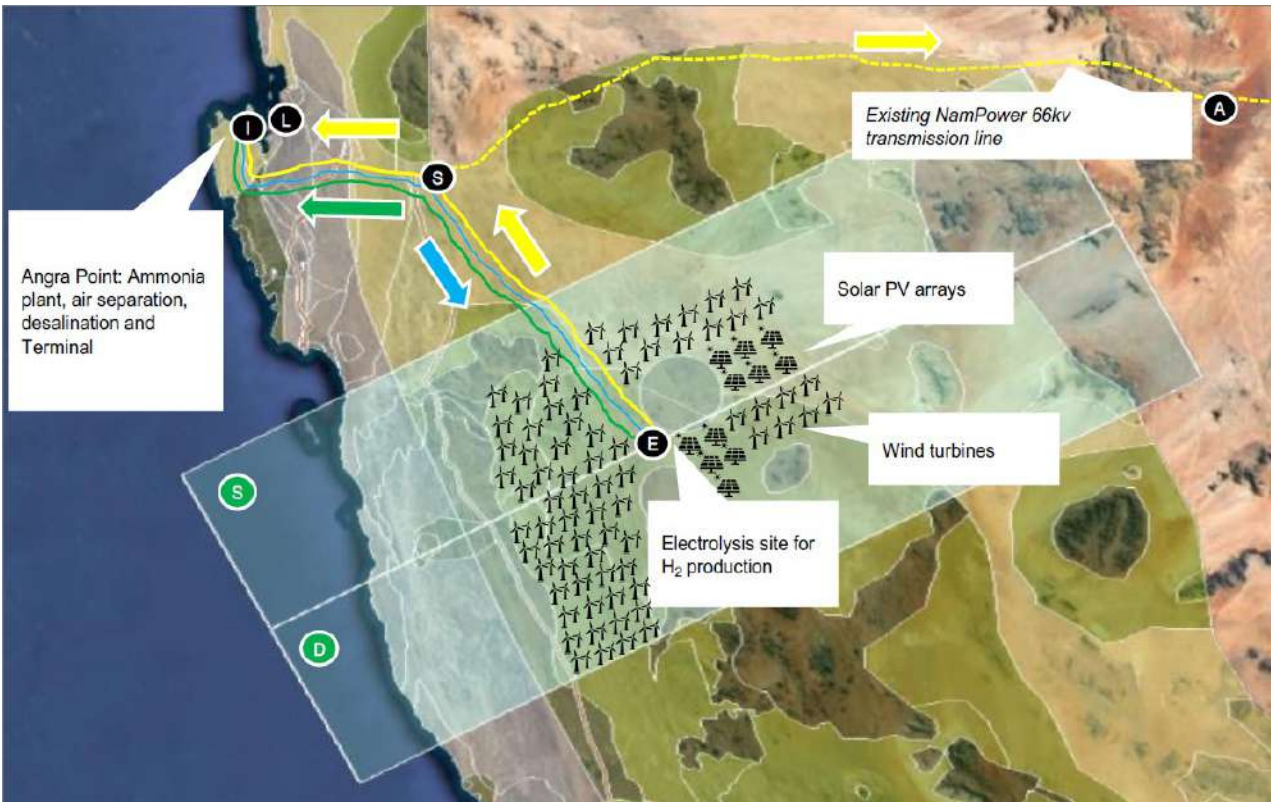 Existing NamPower 66kv
transmission line
A
I
L
S
Angra Point: Ammonia
plant, air separation,
desalination and
Terminal
Solar PV arrays
Wind turbines
E
S
Electrolysis site for
H₂ production
D